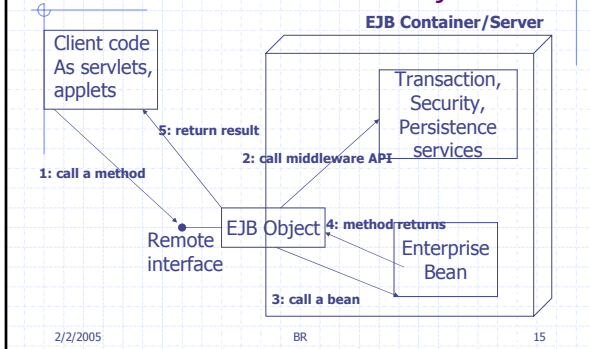 EJB Container/Server
Client code
As servlets,
applets
Transaction,
Security,
Persistence
services
5: return result
2: call middleware API
1: call a method
EJB Object
4: method returns
Remote
interface
Enterprise
Bean
3: call a bean
2/2/2005
BR
15